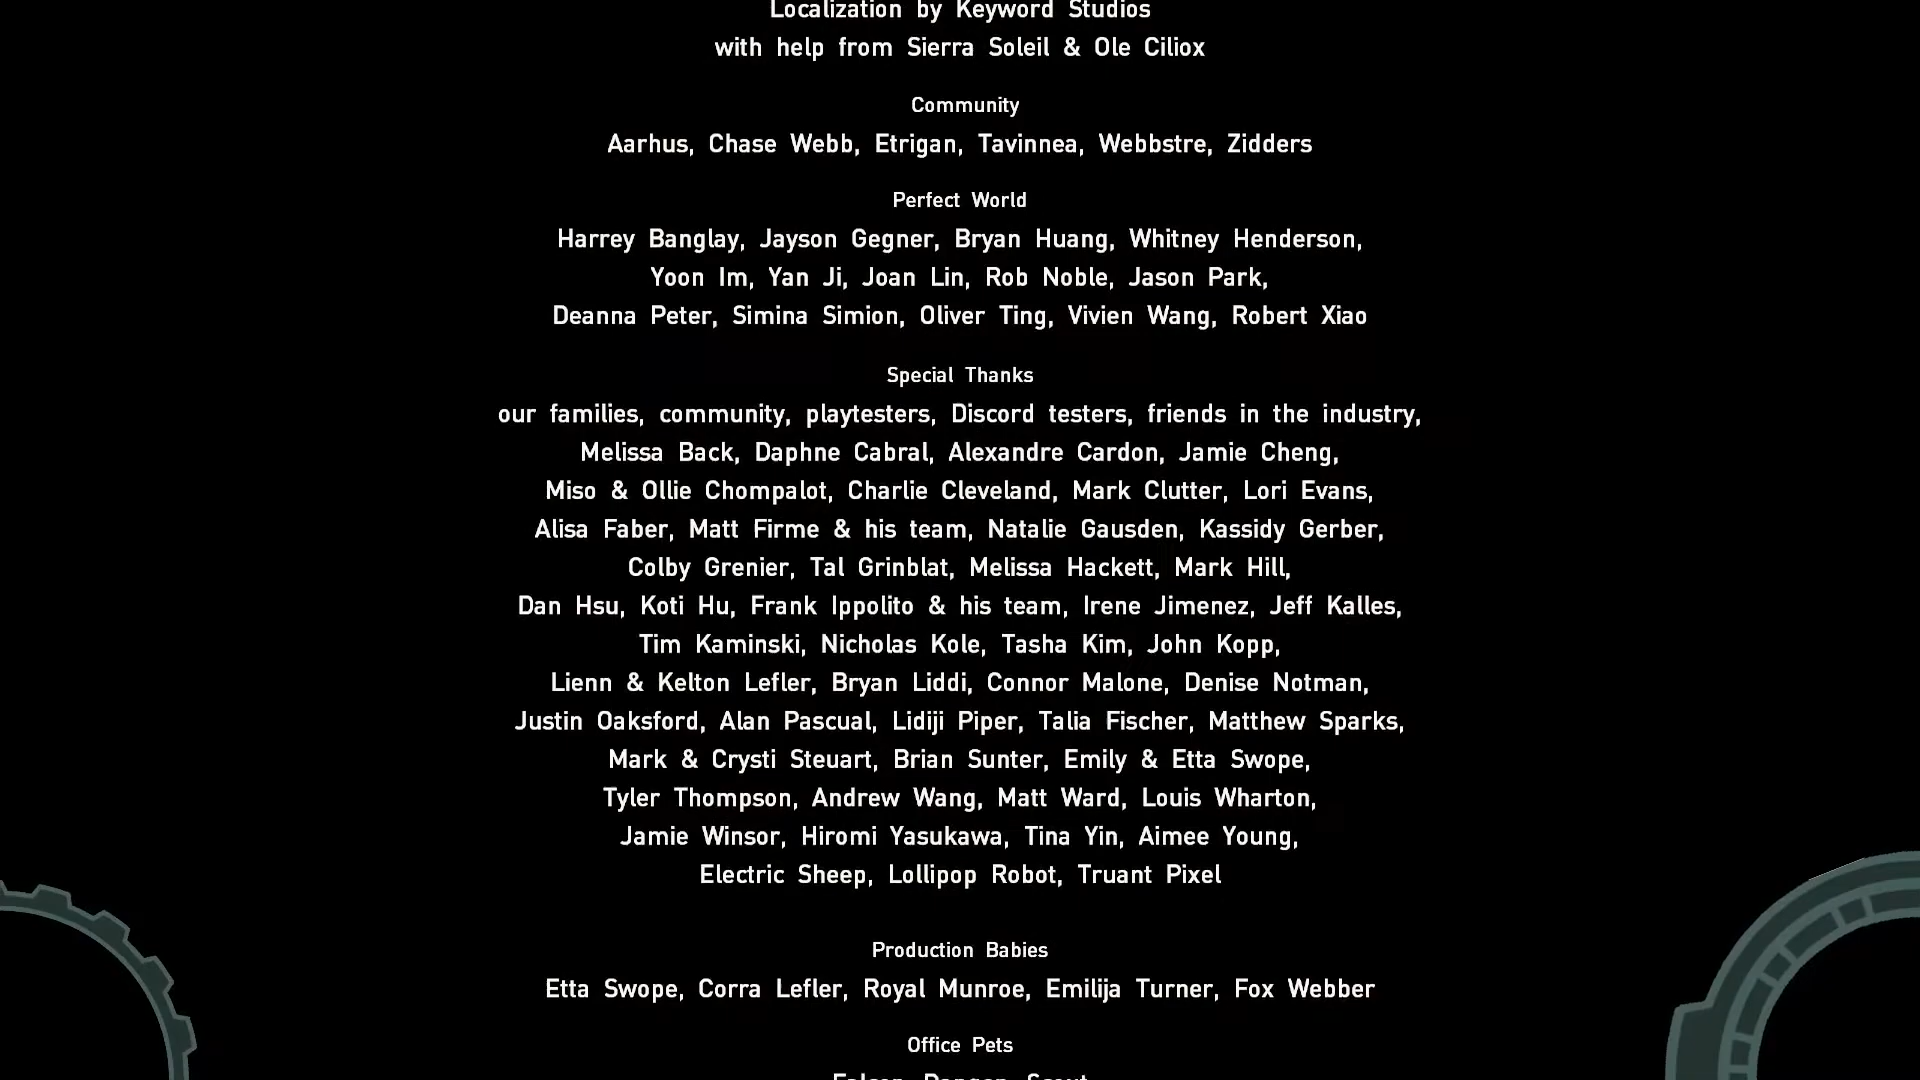 Localization by Keyword Studios
with help from Sierra Soleil & Ole Ciliox
Community
Aarhus, Chase Webb, Etrigan, Tavinnea, Webbstre, Zidders
Perfect World
Harrey Banglay, Jayson Gegner, Bryan Huang, Whitney Henderson,
Yoon Im, Yan Ji, Joan Lin, Rob Noble, Jason Park,
Deanna Peter, Simina Simion, Oliver Ting, Vivien Wang, Robert Xiao
Special Thanks
our families, community, playtesters, Discord testers, friends in the industry,
Melissa Back, Daphne Cabral, Alexandre Cardon, Jamie Cheng,
Miso & Ollie Chompalot, Charlie Cleveland, Mark Clutter, Lori Evans,
Alisa Faber, Matt Firme & his team, Natalie Gausden, Kassidy Gerber,
Colby Grenier, Tal Grinblat, Melissa Hackett, Mark Hill,
Dan Hsu, Koti Hu, Frank Ippolito & his team, Irene Jimenez, Jeff Kalles,
Tim Kaminski, Nicholas Kole, Tasha Kim, John Kopp,
Lienn & Kelton Lefler, Bryan Liddi, Connor Malone, Denise Notman,
Justin Oaksford, Alan Pascual, Lidiji Piper, Talia Fischer, Matthew Sparks,
Mark & Crysti Steuart, Brian Sunter, Emily & Etta Swope,
Tyler Thompson, Andrew Wang, Matt Ward, Louis Wharton,
Jamie Winsor, Hiromi Yasukawa, Tina Yin, Aimee Young,
Electric Sheep, Lollipop Robot, Truant Pixel
Production Babies
Etta Swope, Corra Lefler, Royal Munroe, Emilija Turner, Fox Webber
Office Pets